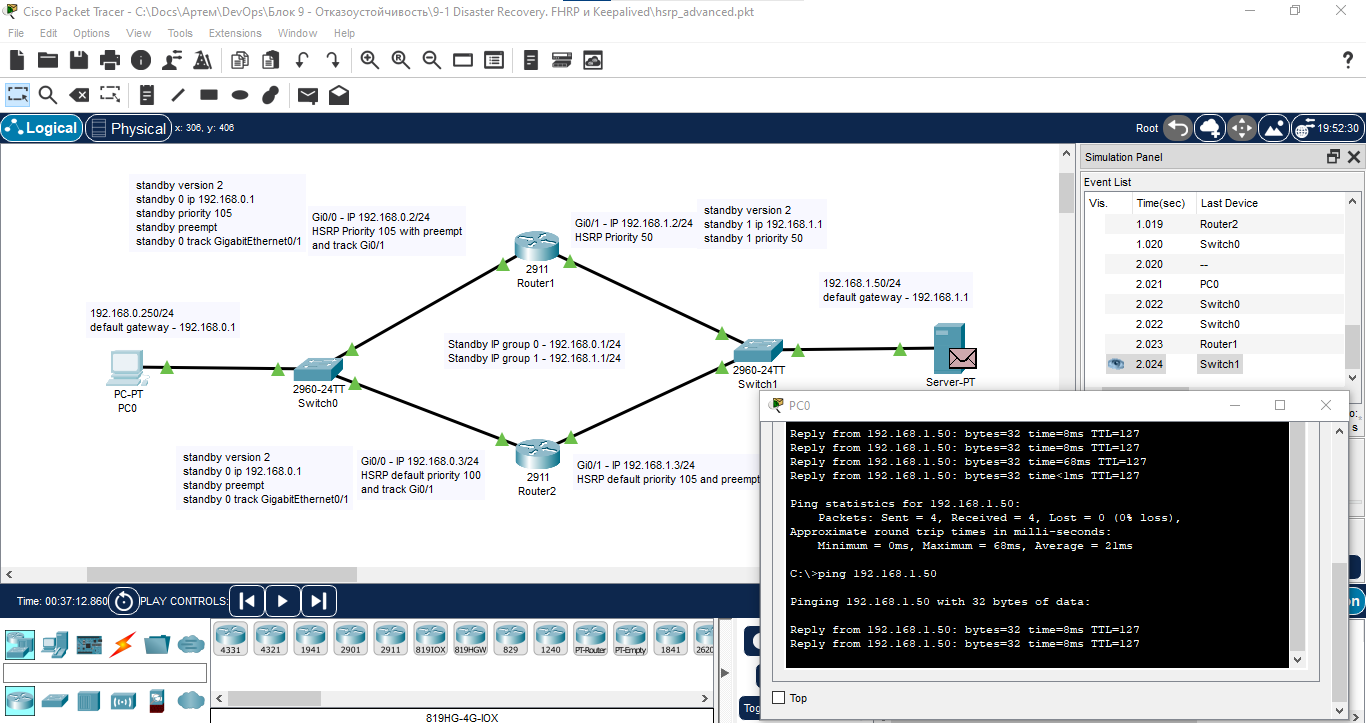 Cisco Packet Tracer - C:\Docs\Артем\DevOps\Блок 9 - Отказоустойчивость\9-1 Disaster Recovery. FHRP и Keepalived\hsrp_advanced.pkt
File Edit Options View Tools Extensions Window Help
Logical Physical x: 306, y: 406
Root 19:52:30
standby version 2
standby 0 ip 192.168.0.1
standby priority 105
standby preempt
standby 0 track GigabitEthernet0/1
Gi0/0 - IP 192.168.0.2/24
HSRP Priority 105 with preempt
and track Gi0/1
2911
Router1
Gi0/1 - IP 192.168.1.2/24
HSRP Priority 50
standby version 2
standby 1 ip 192.168.1.1
standby 1 priority 50
192.168.1.50/24
default gateway - 192.168.1.1
192.168.0.250/24
default gateway - 192.168.0.1
Standby IP group 0 - 192.168.0.1/24
Standby IP group 1 - 192.168.1.1/24
PC-PT
PC0
2960-24TT
Switch0
2960-24TT
Switch1
Server-PT
standby version 2
standby 0 ip 192.168.0.1
standby preempt
standby 0 track GigabitEthernet0/1
Gi0/0 - IP 192.168.0.3/24
HSRP default priority 100
and track Gi0/1
2911
Router2
Gi0/1 - IP 192.168.1.3/24
HSRP default priority 105 and preempt
Simulation Panel
Event List
Vis. Time(sec) Last Device
1.019 Router2
1.020 Switch0
2.020 --
2.021 PC0
2.022 Switch0
2.022 Switch0
2.023 Router1
2.024 Switch1
PC0
Reply from 192.168.1.50: bytes=32 time=8ms TTL=127
Reply from 192.168.1.50: bytes=32 time=8ms TTL=127
Reply from 192.168.1.50: bytes=32 time=68ms TTL=127
Reply from 192.168.1.50: bytes=32 time<1ms TTL=127
Ping statistics for 192.168.1.50:
Packets: Sent = 4, Received = 4, Lost = 0 (0% loss),
Approximate round trip times in milli-seconds:
Minimum = 0ms, Maximum = 68ms, Average = 21ms
C:\>ping 192.168.1.50
Pinging 192.168.1.50 with 32 bytes of data:
Reply from 192.168.1.50: bytes=32 time=8ms TTL=127
Reply from 192.168.1.50: bytes=32 time=8ms TTL=127
Top
Time: 00:37:12.860 PLAY CONTROLS:
4331 4321 1941 2901 2911 819IOX 819HGW 829 1240 PT-Router PT-Empty 1841 2620
819HG-4G-IOX